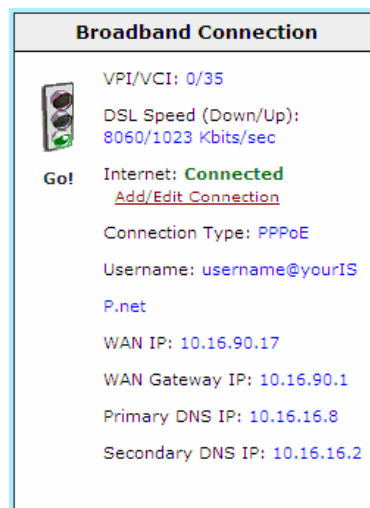 Broadband Connection
VPI/VCI: 0/35
DSL Speed (Down/Up):
8060/1023 Kbits/sec
Go!
Internet: Connected
Add/Edit Connection
Connection Type: PPPoE
Username: username@yourIS
P.net
WAN IP: 10.16.90.17
WAN Gateway IP: 10.16.90.1
Primary DNS IP: 10.16.16.8
Secondary DNS IP: 10.16.16.2